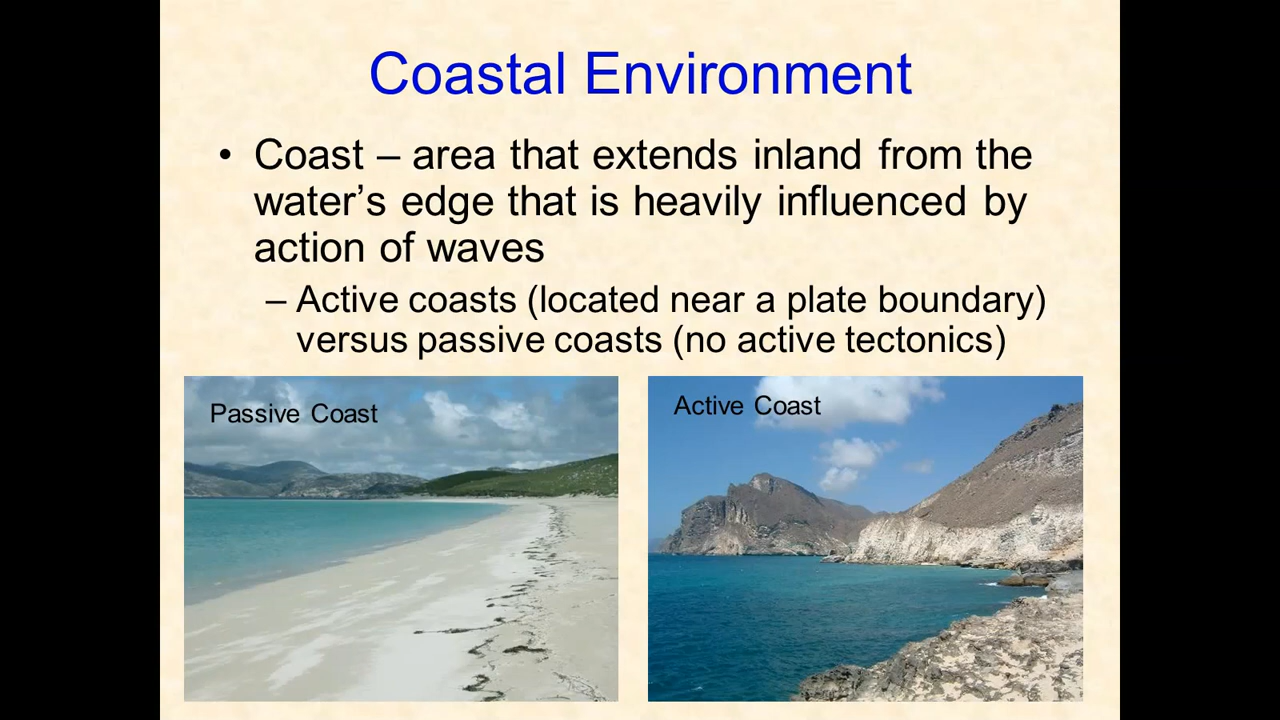 Coastal Environment
• Coast – area that extends inland from the
water’s edge that is heavily influenced by
action of waves
– Active coasts (located near a plate boundary)
versus passive coasts (no active tectonics)
Passive Coast
Active Coast